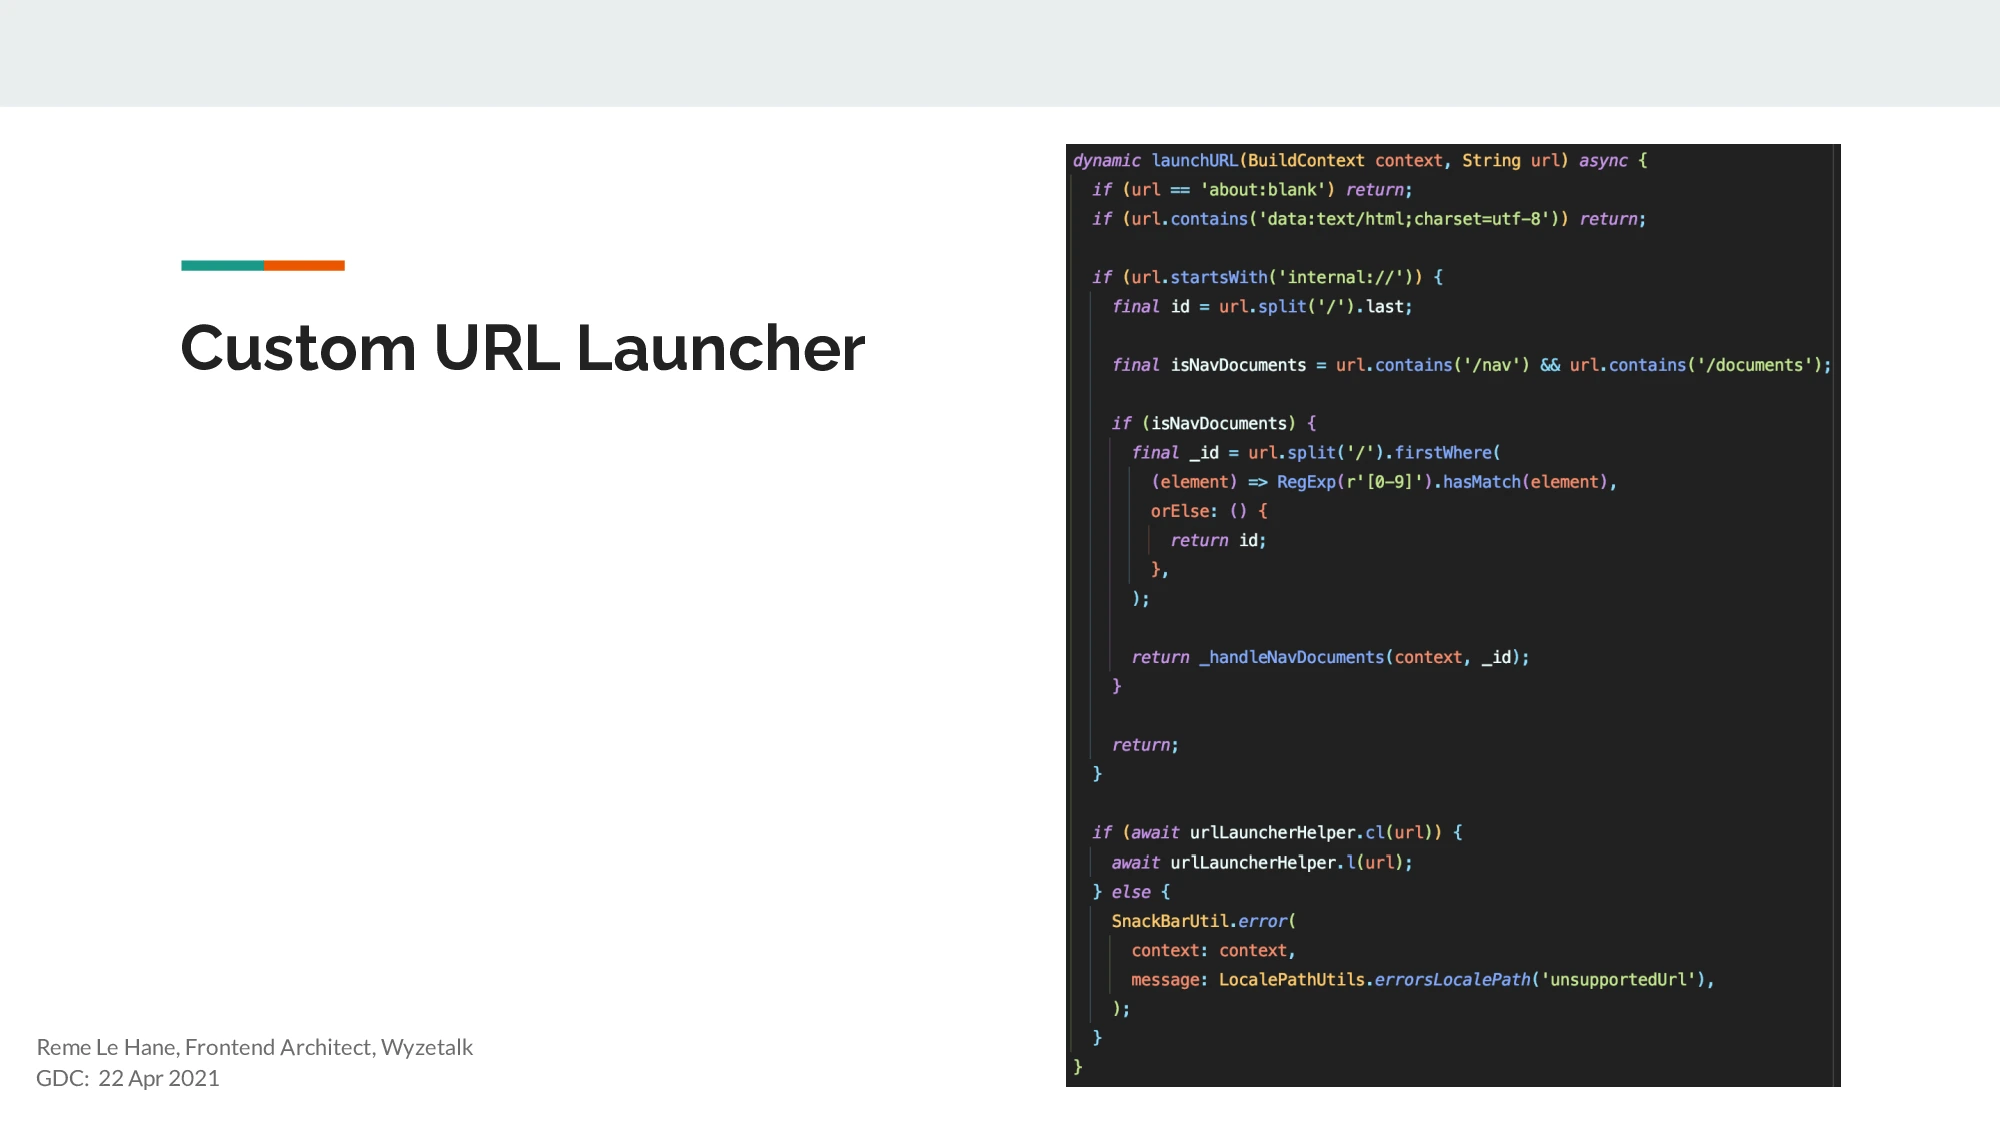 Custom URL Launcher
dynamic launchURL(BuildContext context, String url) async {
  if (url == 'about:blank') return;
  if (url.contains('data:text/html;charset=utf-8')) return;

  if (url.startsWith('internal://')) {
    final id = url.split('/').last;

    final isNavDocuments = url.contains('/nav') && url.contains('/documents');

    if (isNavDocuments) {
      final _id = url.split('/').firstWhere(
        (element) => RegExp(r'[0-9]').hasMatch(element),
        orElse: () {
          return id;
        },
      );

      return _handleNavDocuments(context, _id);
    }

    return;
  }

  if (await urlLauncherHelper.cl(url)) {
    await urlLauncherHelper.l(url);
  } else {
    SnackBarUtil.error(
      context: context,
      message: LocalePathUtils.errorsLocalePath('unsupportedUrl'),
    );
  }
}
Reme Le Hane, Frontend Architect, Wyzetalk
GDC: 22 Apr 2021